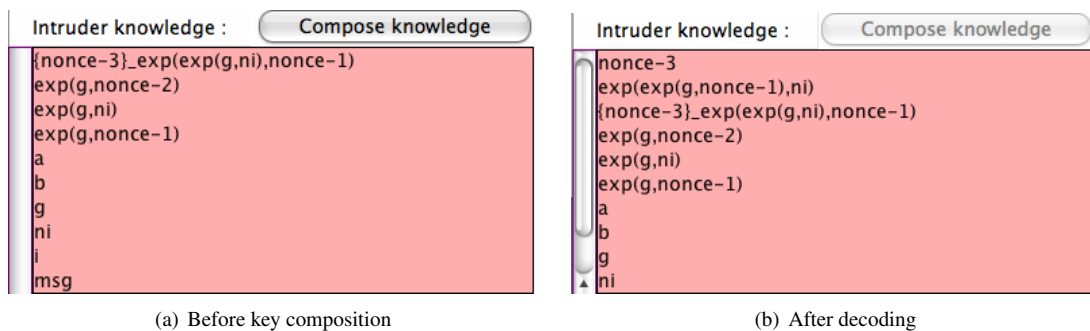 Intruder knowledge :
Compose knowledge
{nonce-3}_exp(exp(g,ni),nonce-1)
exp(g,nonce-2)
exp(g,ni)
exp(g,nonce-1)
a
b
g
ni
i
msg
(a) Before key composition
Intruder knowledge :
Compose knowledge
nonce-3
exp(exp(g,nonce-1),ni)
{nonce-3}_exp(exp(g,ni),nonce-1)
exp(g,nonce-2)
exp(g,ni)
exp(g,nonce-1)
a
b
g
ni
(b) After decoding